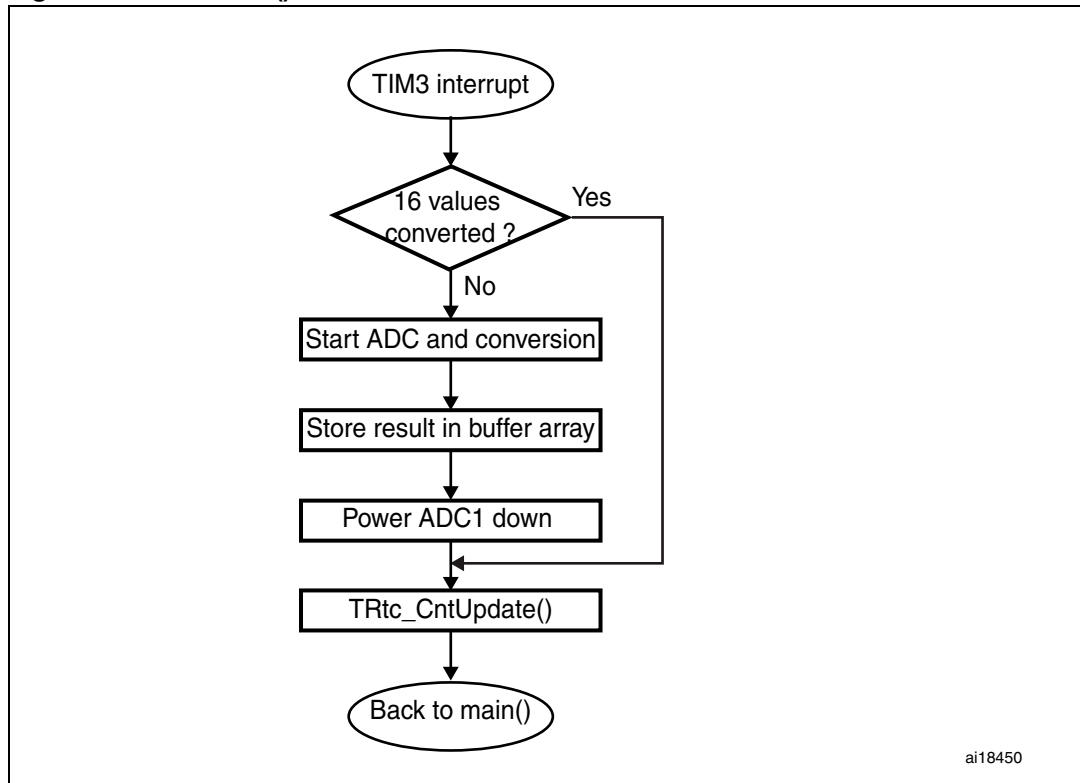 TIM3 interrupt
16 values
converted ?
Yes
No
Start ADC and conversion
Store result in buffer array
Power ADC1 down
TRtc_CntUpdate()
Back to main()
ai18450